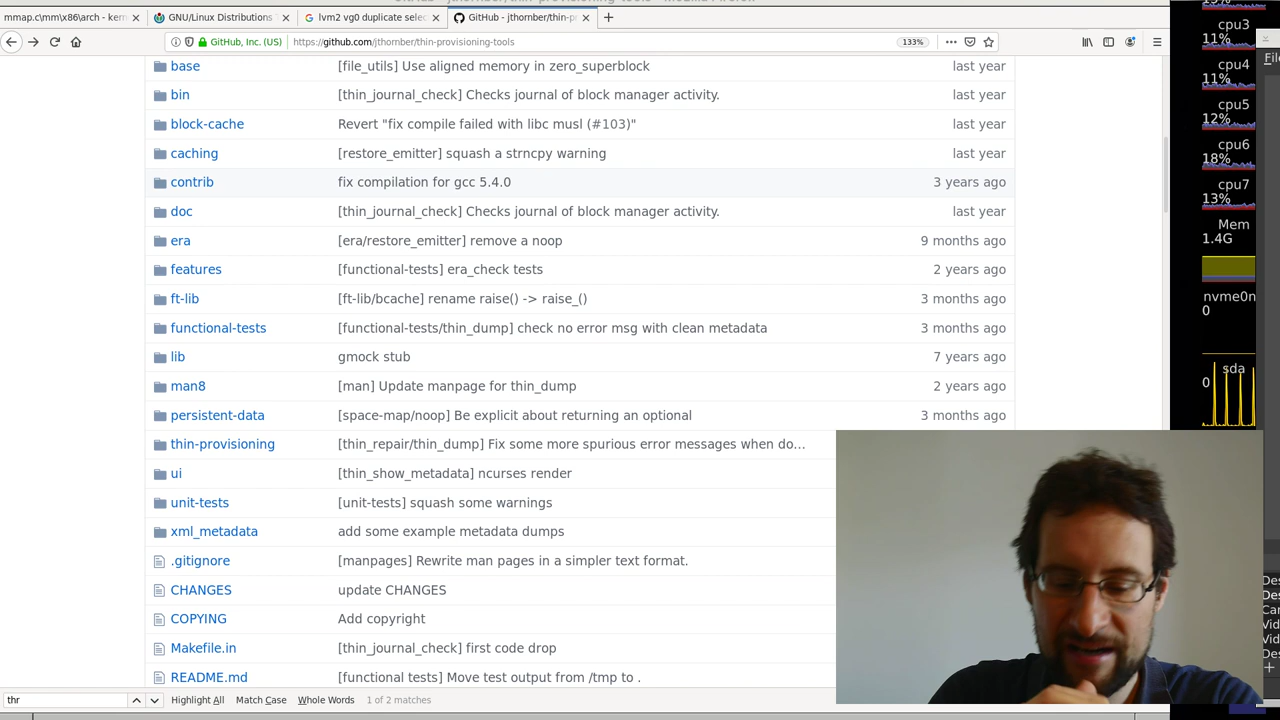 mmap.c\mm\x86\arch - kern
GNU/Linux Distributions T
lvm2 vg0 duplicate selec
GitHub - jthornber/thin-p
GitHub, Inc. (US)
https://github.com/jthornber/thin-provisioning-tools
133%
base [file_utils] Use aligned memory in zero_superblock last year
bin [thin_journal_check] Checks journal of block manager activity. last year
block-cache Revert "fix compile failed with libc musl (#103)" last year
caching [restore_emitter] squash a strncpy warning last year
contrib fix compilation for gcc 5.4.0 3 years ago
doc [thin_journal_check] Checks journal of block manager activity. last year
era [era/restore_emitter] remove a noop 9 months ago
features [functional-tests] era_check tests 2 years ago
ft-lib [ft-lib/bcache] rename raise() -> raise_() 3 months ago
functional-tests [functional-tests/thin_dump] check no error msg with clean metadata 3 months ago
lib gmock stub 7 years ago
man8 [man] Update manpage for thin_dump 2 years ago
persistent-data [space-map/noop] Be explicit about returning an optional 3 months ago
thin-provisioning [thin_repair/thin_dump] Fix some more spurious error messages when do…
ui [thin_show_metadata] ncurses render
unit-tests [unit-tests] squash some warnings
xml_metadata add some example metadata dumps
.gitignore [manpages] Rewrite man pages in a simpler text format.
CHANGES update CHANGES
COPYING Add copyright
Makefile.in [thin_journal_check] first code drop
README.md [functional tests] Move test output from /tmp to .
thr
Highlight All Match Case Whole Words 1 of 2 matches
cpu3
11%
cpu4
11%
cpu5
12%
cpu6
18%
cpu7
13%
Mem
1.4G
nvme0n
0
sda
0
File
De
De
Ca
Vid
Vid
De